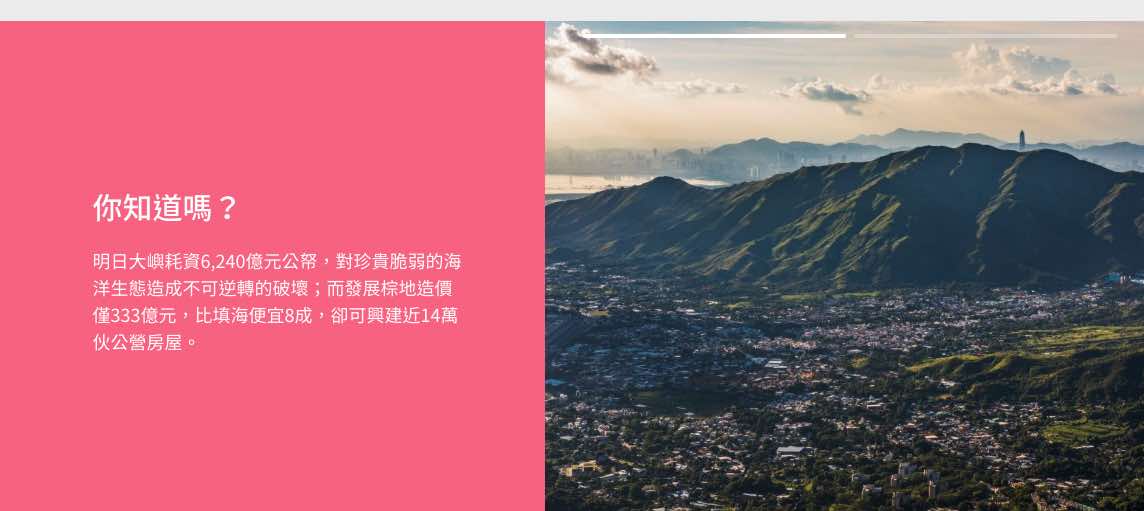 你知道嗎？
明日大嶼耗資6,240億元公帑，對珍貴脆弱的海
洋生態造成不可逆轉的破壞；而發展棕地造價
僅333億元，比填海便宜8成，卻可興建近14萬
伙公營房屋。